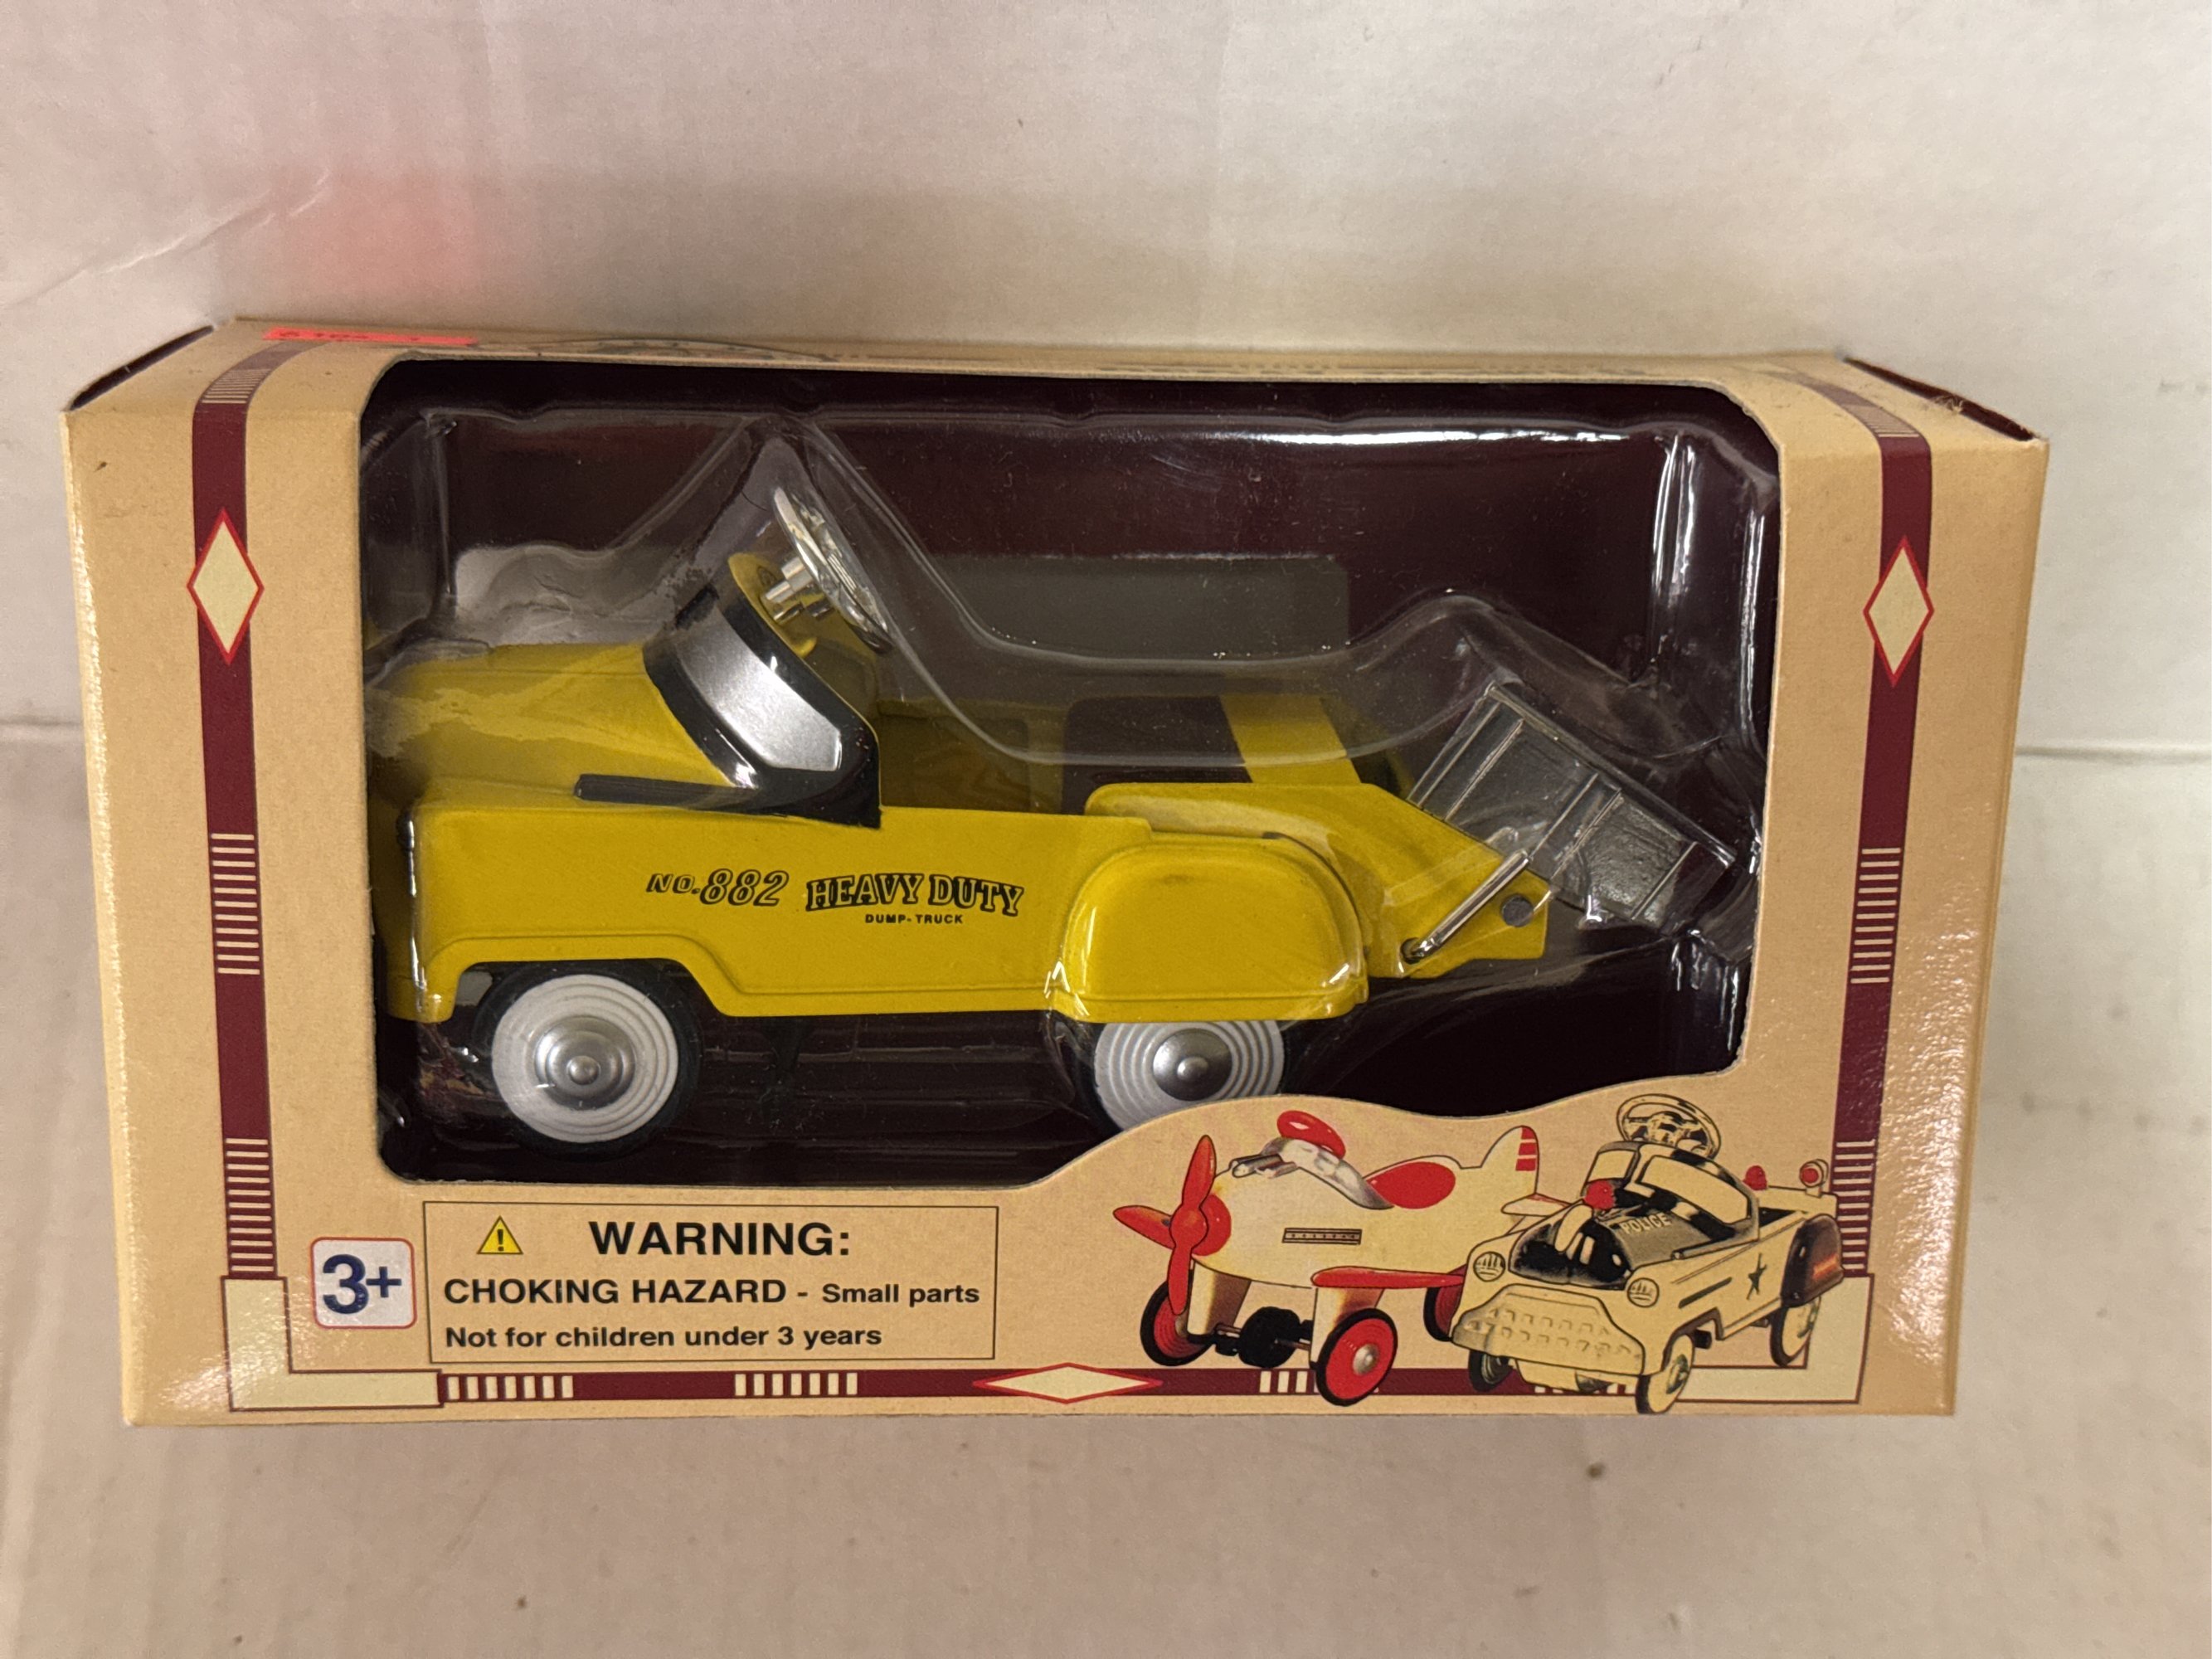 NO.882 HEAVY DUTY
DUMP-TRUCK
3+
WARNING:
CHOKING HAZARD - Small parts
Not for children under 3 years
POLICE